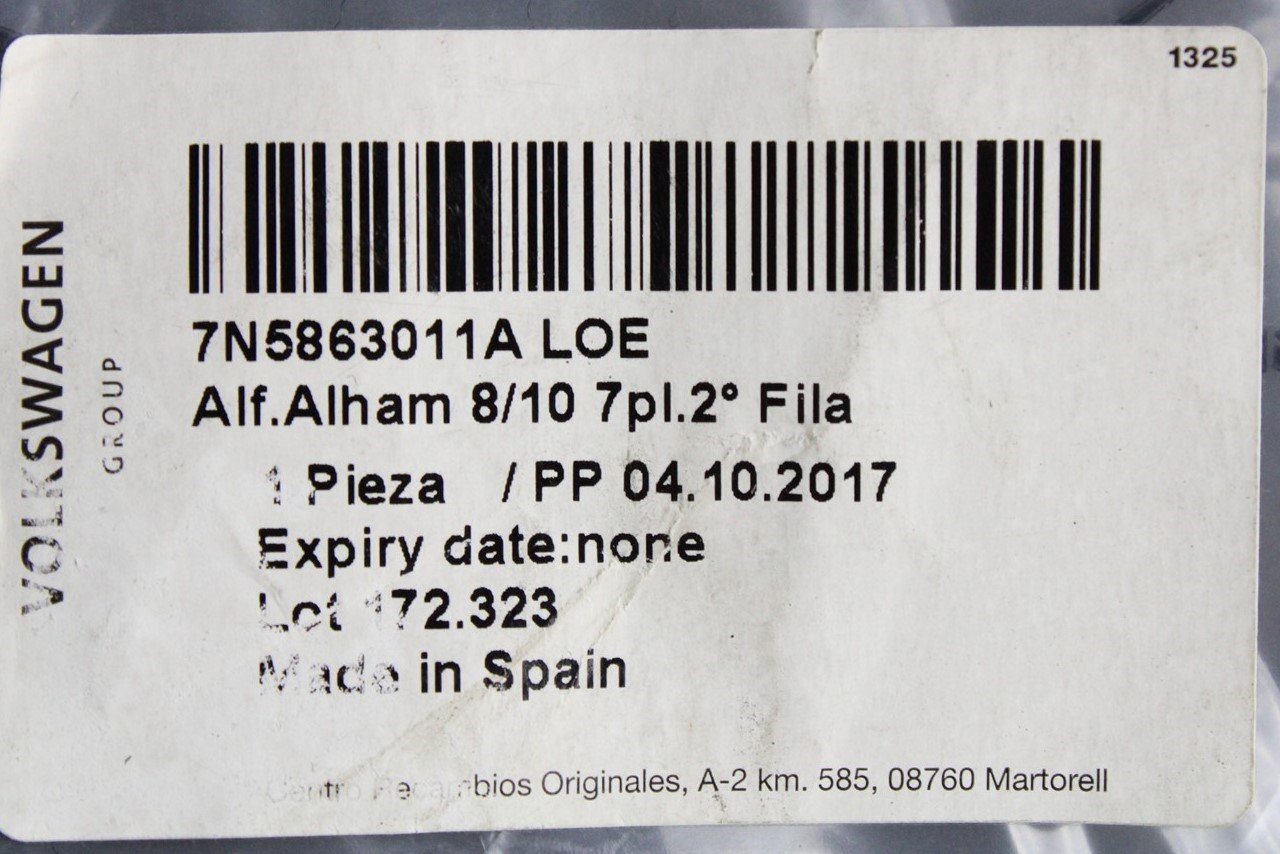 1325
VOLKSWAGEN
GROUP
7N5863011A LOE
Alf.Alham 8/10 7pl.2° Fila
1 Pieza / PP 04.10.2017
Expiry date:none
Lot 172.323
Made in Spain
Centro Recambios Originales, A-2 km. 585, 08760 Martorell